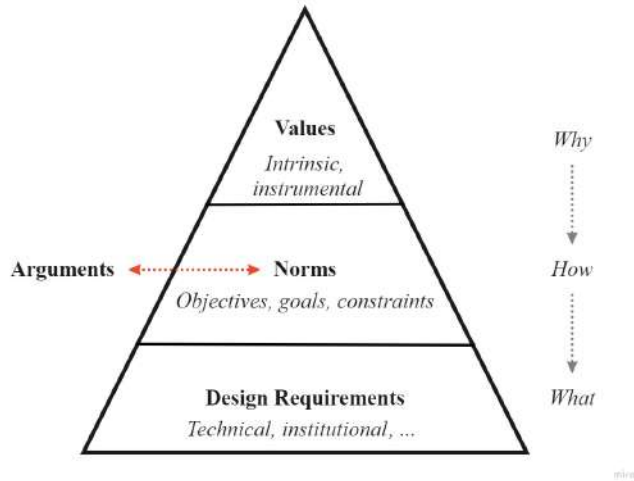 Values
Intrinsic,
instrumental
Why
Arguments
Norms
How
Objectives, goals, constraints
Design Requirements
What
Technical, institutional, ...